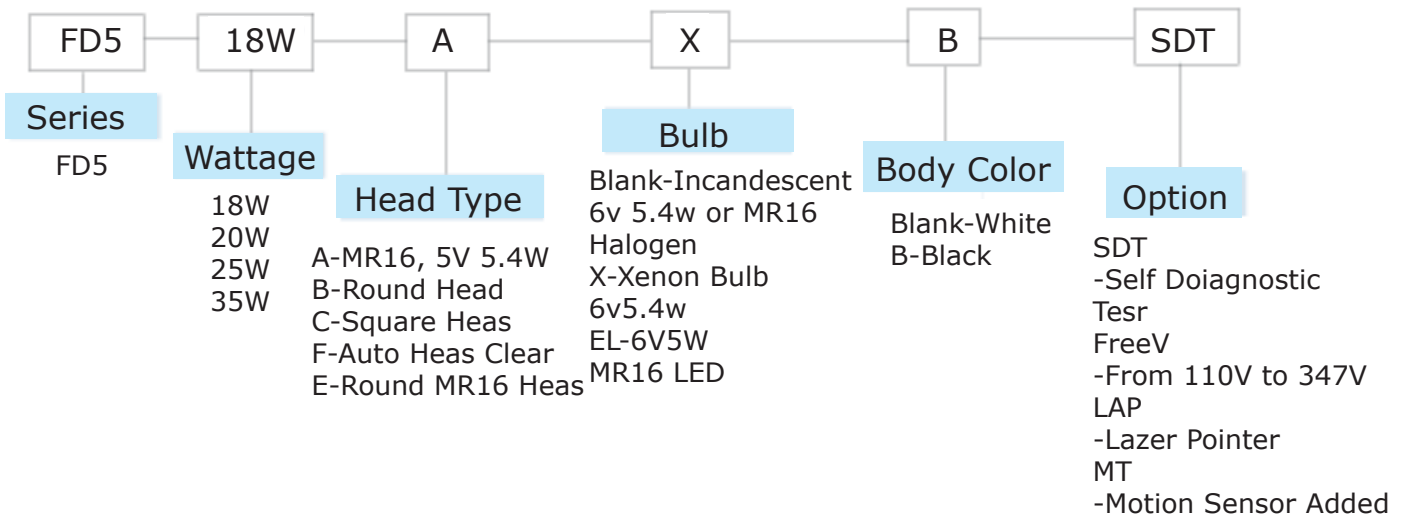 FD5 18W A X B SDT
Series
FD5
Wattage
18W
20W
25W
35W
Head Type
A-MR16, 5V 5.4W
B-Round Head
C-Square Heas
F-Auto Heas Clear
E-Round MR16 Heas
Bulb
Blank-Incandescent
6v 5.4w or MR16
Halogen
X-Xenon Bulb
6v5.4w
EL-6V5W
MR16 LED
Body Color
Blank-White
B-Black
Option
SDT
-Self Doiagnostic
Tesr
FreeV
-From 110V to 347V
LAP
-Lazer Pointer
MT
-Motion Sensor Added